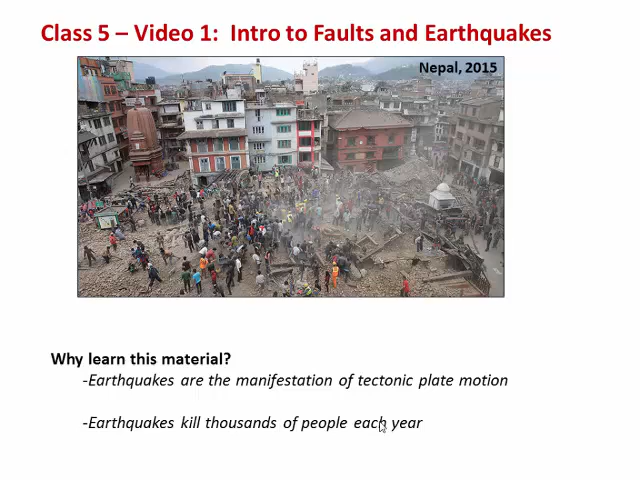 Class 5 – Video 1:  Intro to Faults and Earthquakes
Nepal, 2015
Why learn this material?
-Earthquakes are the manifestation of tectonic plate motion
-Earthquakes kill thousands of people each year